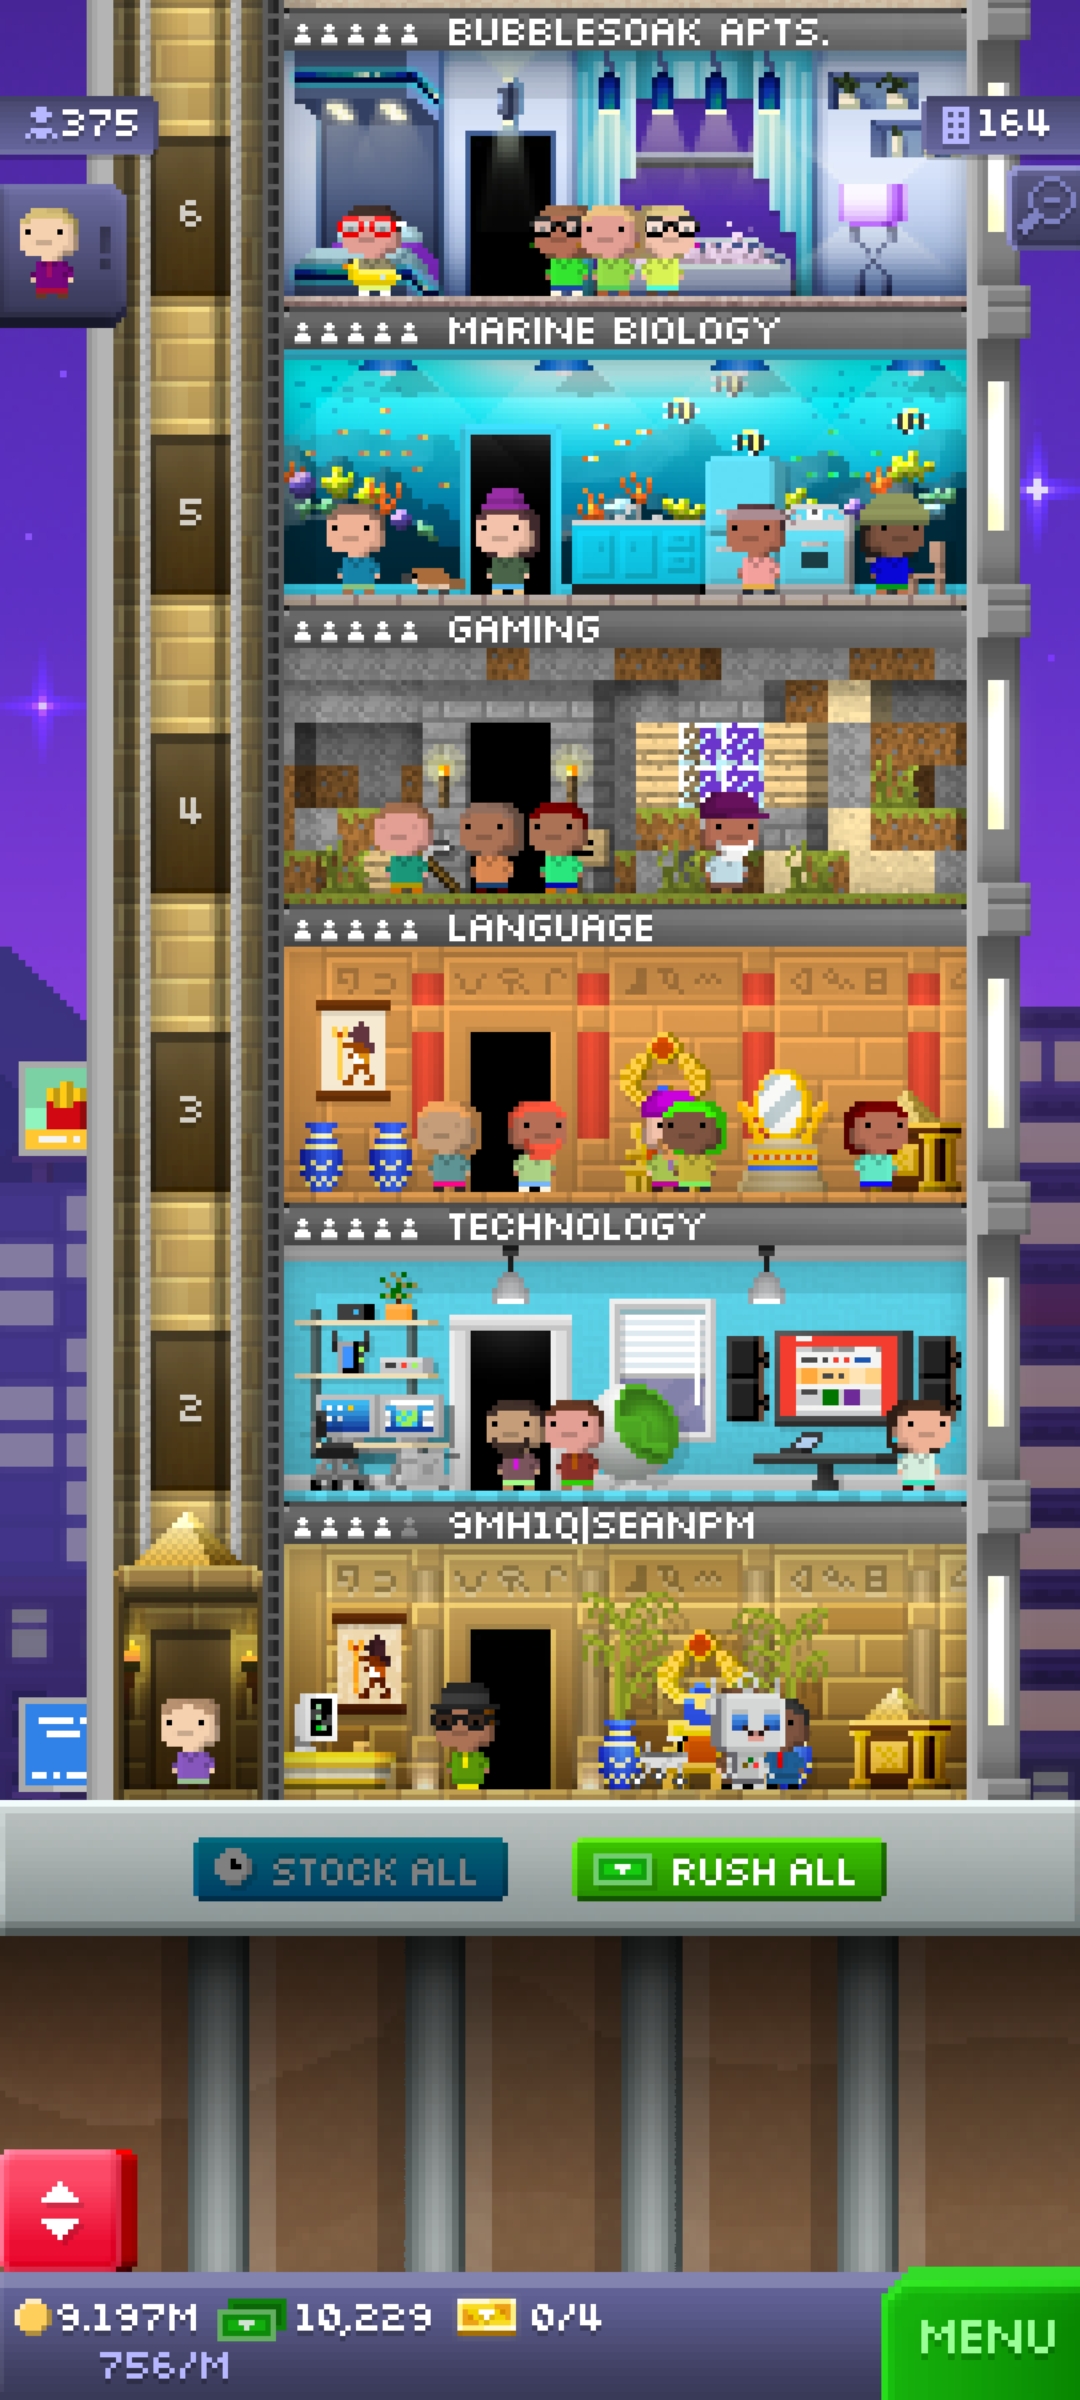 BUBBLESOAK APTS.
375
164
6
MARINE BIOLOGY
5
GAMING
4
LANGUAGE
3
TECHNOLOGY
2
9MH1Q|SEANPM
STOCK ALL
RUSH ALL
9.197M
10,229
0/4
MENU
756/M